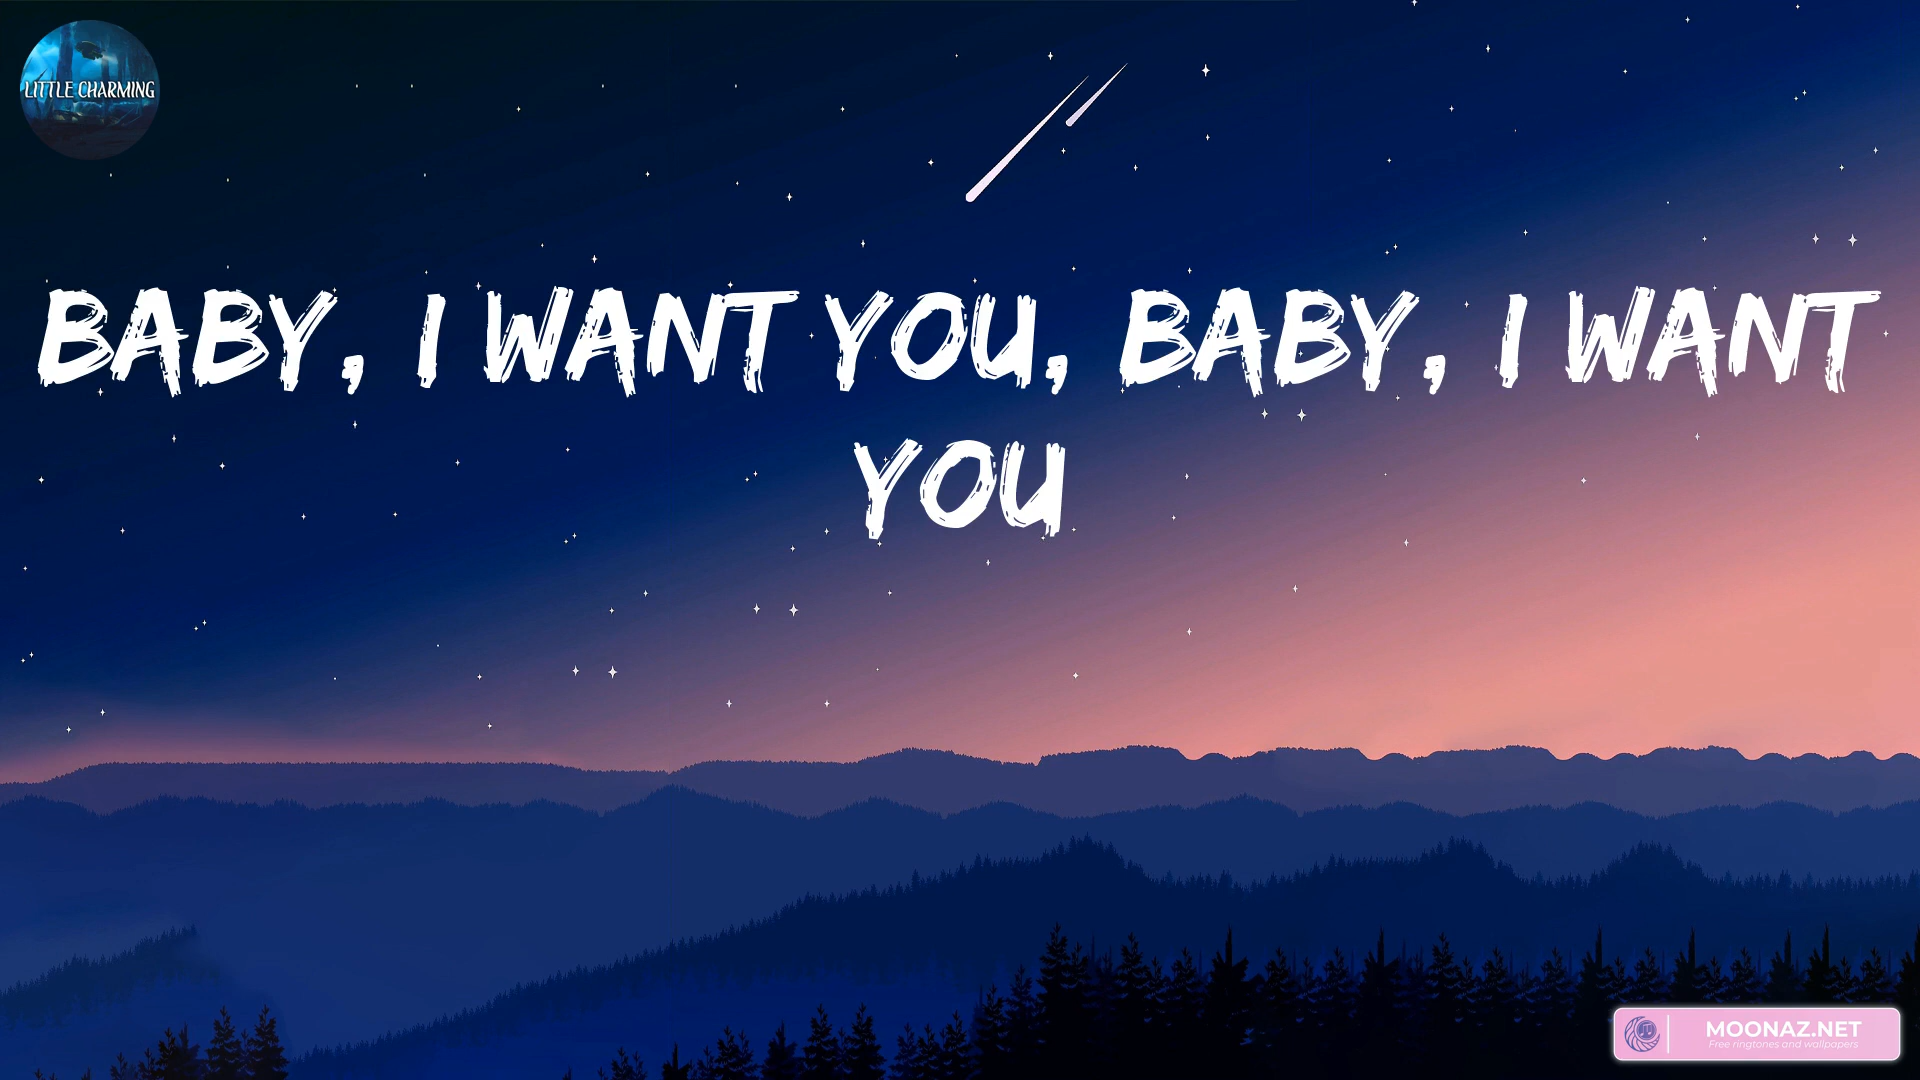 LITTLE CHARMING
BABY, I WANT YOU, BABY, I WANT
YOU
MOONAZ.NET
Free ringtones and wallpapers